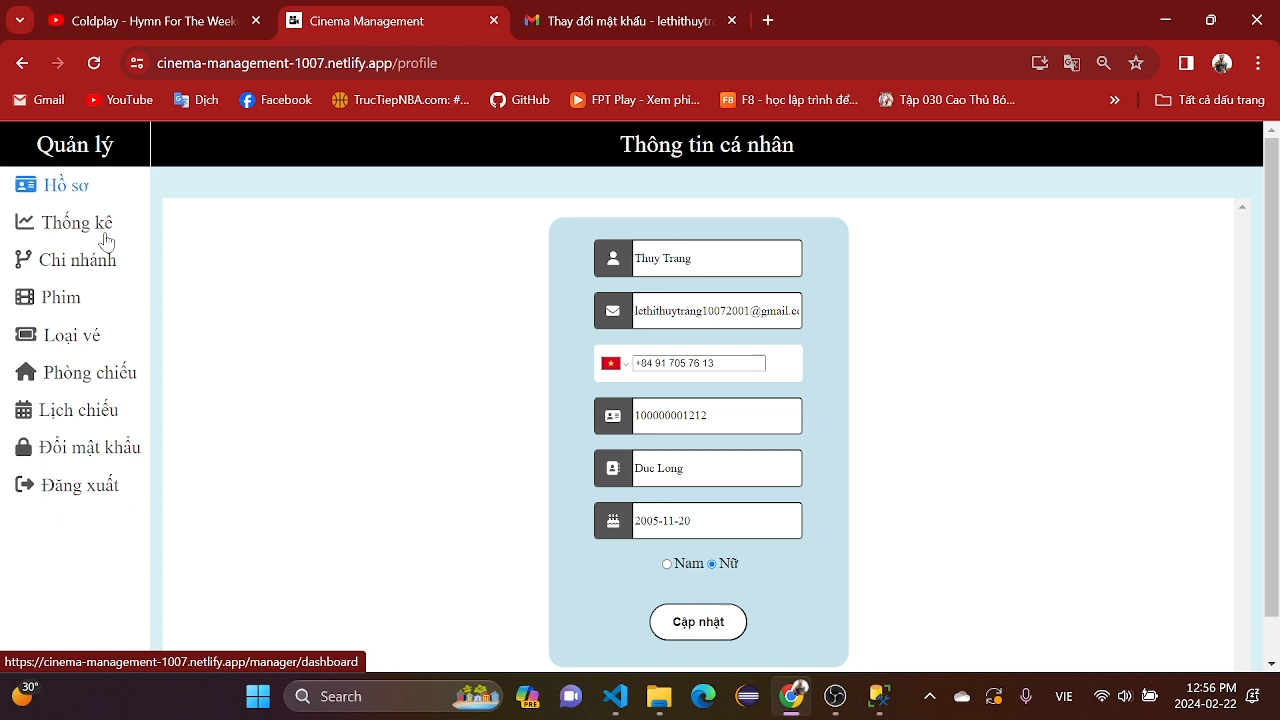 Coldplay - Hymn For The Week
Cinema Management
Thay đổi mật khẩu - lethithuytr
cinema-management-1007.netlify.app/profile
Gmail
YouTube
Dịch
Facebook
TrucTiepNBA.com: #...
GitHub
FPT Play - Xem phi...
F8 - học lập trình để...
Tập 030 Cao Thủ Bó...
»
Tất cả dấu trang
Quản lý
Thông tin cá nhân
Hồ sơ
Thống kê
Chi nhánh
Phim
Loại vé
Phòng chiếu
Lịch chiếu
Đổi mật khẩu
Đăng xuất
Thuy Trang
lethithuytrang10072001@gmail.co
+84 91 705 76 13
100000001212
Duc Long
2005-11-20
Nam Nữ
Cập nhật
https://cinema-management-1007.netlify.app/manager/dashboard
30°
Search
PRE
VIE
12:56 PM
2024-02-22